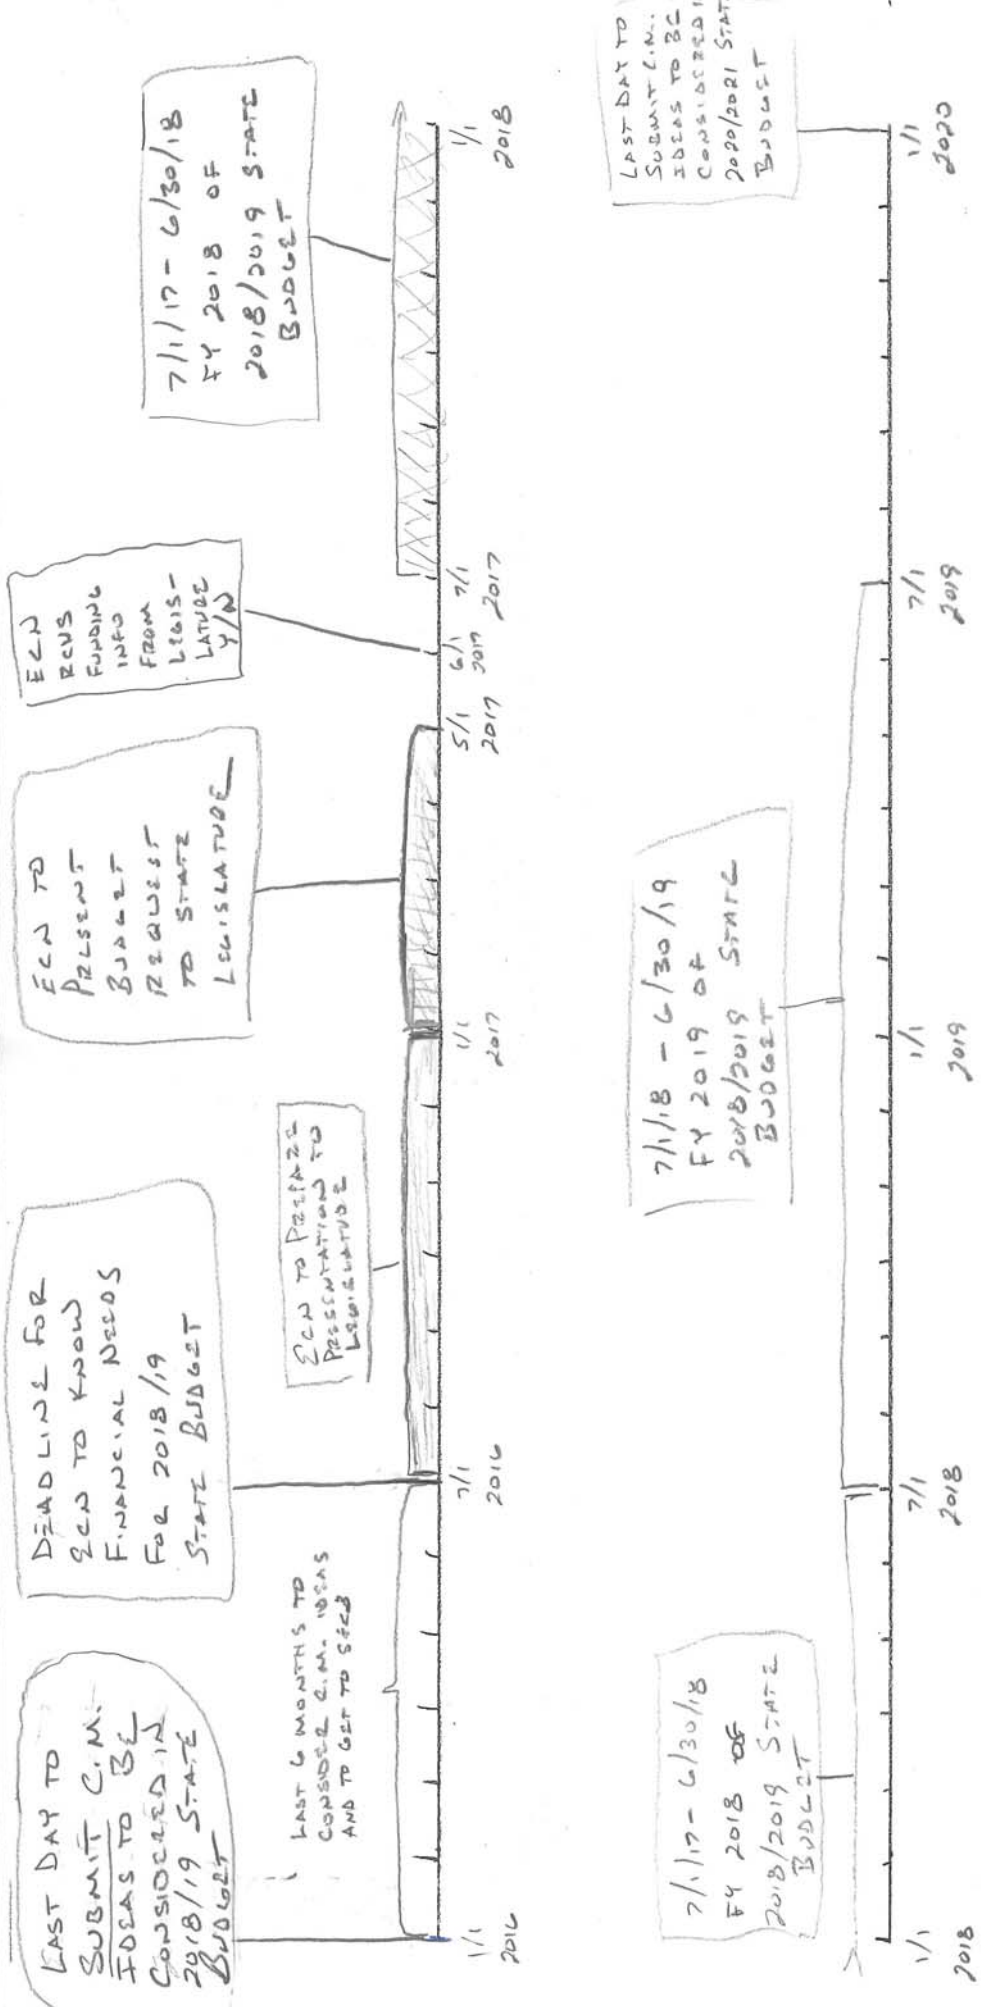 LAST DAY TO
SUBMIT C.M.
IDEAS TO BE
CONSIDERED IN
2018/19 STATE
BUDGET
DEADLINE FOR
ECN TO KNOW
FINANCIAL NEEDS
FOR 2018/19
STATE BUDGET
ECN TO
PRESENT
BUDGET
REQUEST
TO STATE
LEGISLATURE
ECN
RCVS
FUNDING
INFO
FROM
LEGIS-
LATURE
Y/N
7/1/17 - 6/30/18
FY 2018 OF
2018/2019 STATE
BUDGET
LAST 6 MONTHS TO
CONSIDER C.M. IDEAS
AND TO GET TO
ECN TO PREPARE
PRESENTATION TO
LEGISLATURE
1/1
2016
7/1
2016
1/1
2017
5/1
2017
6/1
2017
7/1
2017
1/1
2018
7/1/17 - 6/30/18
FY 2018 OF
2018/2019 STATE
BUDGET
7/1/18 - 6/30/19
FY 2019 OF
2018/2019 STATE
BUDGET
LAST DAY TO
SUBMIT C.M.
IDEAS TO BE
CONSIDERED
2020/2021 STAT
BUDGET
1/1
2018
7/1
2018
1/1
2019
7/1
2019
1/1
2020